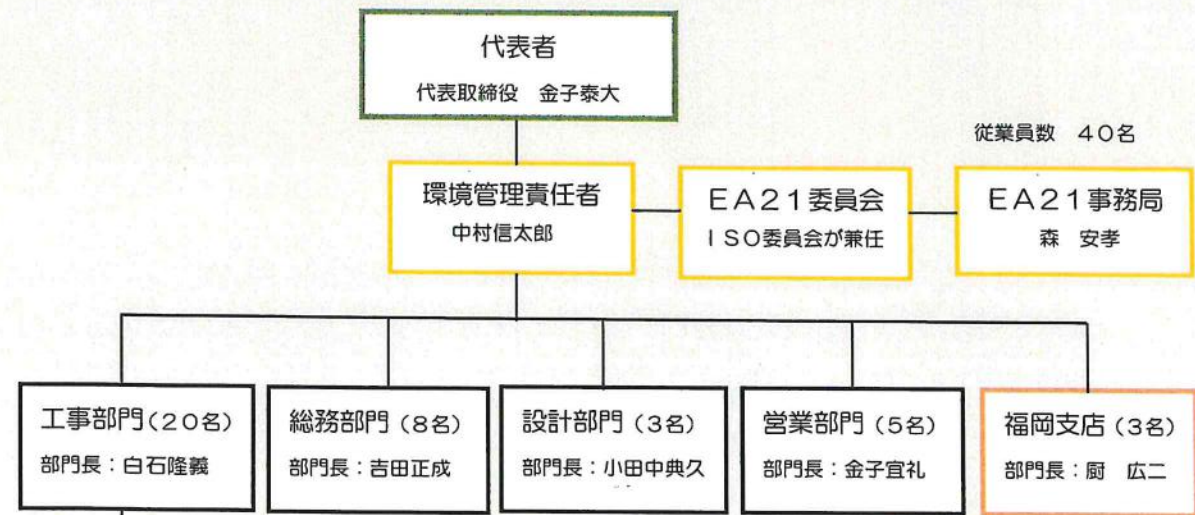 代表者
代表取締役　金子泰大
従業員数　４０名
環境管理責任者
中村信太郎
ＥＡ２１委員会
ＩＳＯ委員会が兼任
ＥＡ２１事務局
森　安孝
工事部門（２０名）
部門長：白石隆義
総務部門（８名）
部門長：吉田正成
設計部門（３名）
部門長：小田中典久
営業部門（５名）
部門長：金子宜礼
福岡支店（３名）
部門長：厨　広二